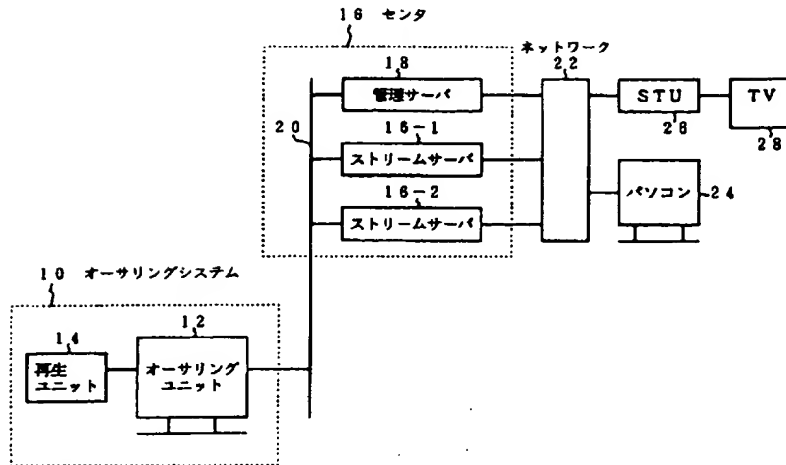 16 センタ
ネットワーク
22
18
管理サーバ
STU
26
TV
28
20
16-1
ストリームサーバ
16-2
ストリームサーバ
パソコン
24
10 オーサリングシステム
14
再生
ユニット
12
オーサリング
ユニット